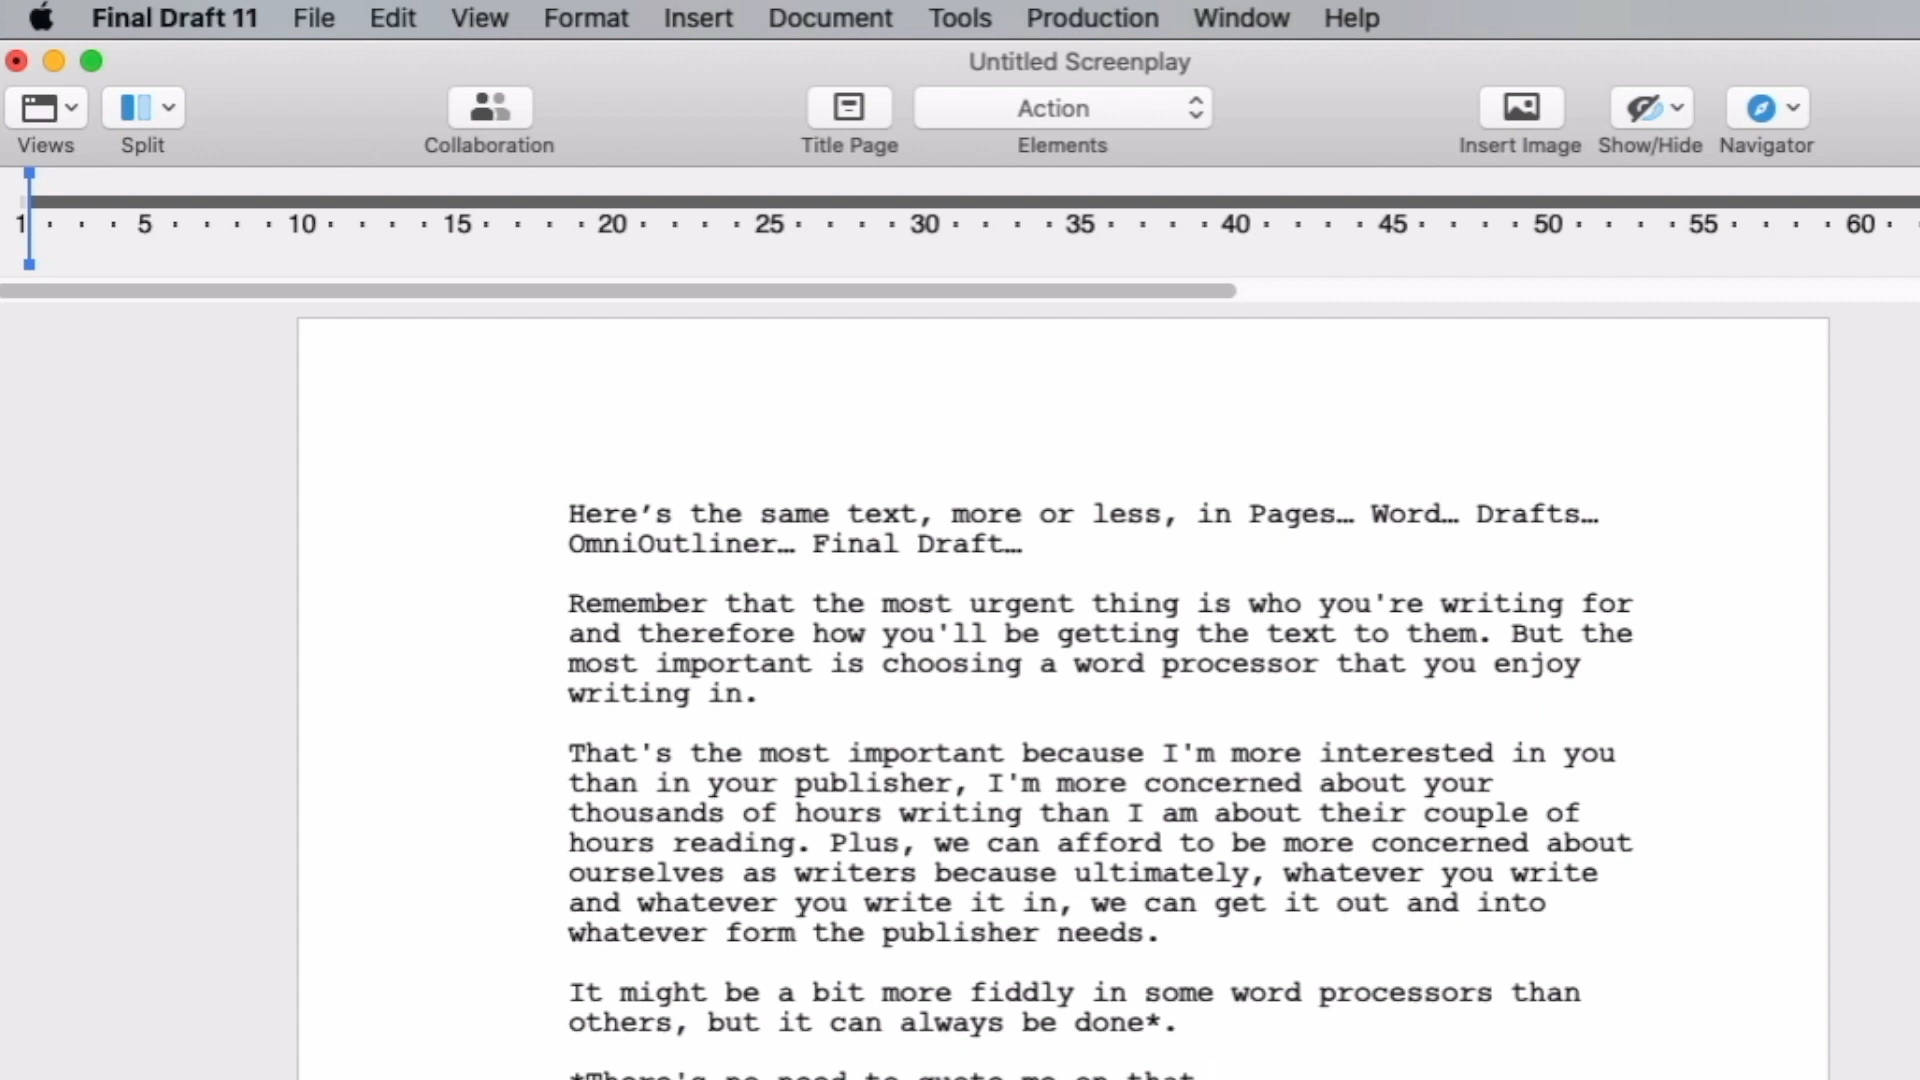 Final Draft 11 File Edit View Format Insert Document Tools Production Window Help
Untitled Screenplay
Action
Views Split Collaboration Title Page Elements Insert Image Show/Hide Navigator
1 5 10 15 20 25 30 35 40 45 50 55 60
Here’s the same text, more or less, in Pages… Word… Drafts…
OmniOutliner… Final Draft…
Remember that the most urgent thing is who you're writing for
and therefore how you'll be getting the text to them. But the
most important is choosing a word processor that you enjoy
writing in.
That's the most important because I'm more interested in you
than in your publisher, I'm more concerned about your
thousands of hours writing than I am about their couple of
hours reading. Plus, we can afford to be more concerned about
ourselves as writers because ultimately, whatever you write
and whatever you write it in, we can get it out and into
whatever form the publisher needs.
It might be a bit more fiddly in some word processors than
others, but it can always be done*.
*There's no need to quote me on that